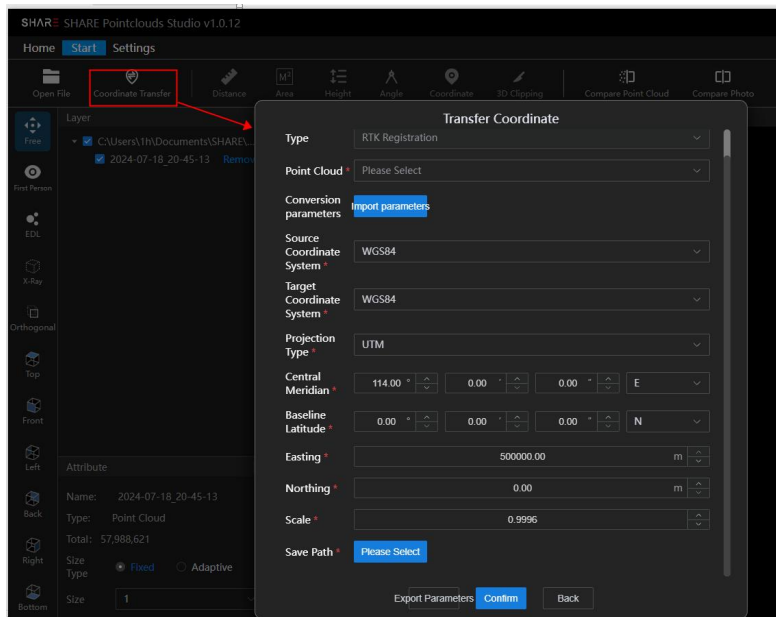 SHARE SHARE Pointclouds Studio v1.0.12
Home Start Settings
Open File Coordinate Transfer Distance Area Height Angle Coordinate 3D Clipping Compare Point Cloud Compare Photo
M²
Layer
C:\Users\1h\Documents\SHARE\...
2024-07-18_20-45-13 Remov
Free
First Person
EDL
X-Ray
Orthogonal
Top
Front
Left
Back
Right
Bottom
Attribute
Name: 2024-07-18_20-45-13
Type: Point Cloud
Total: 57,988,621
Size Type Fixed Adaptive
Size 1
Transfer Coordinate
Type RTK Registration
Point Cloud * Please Select
Conversion parameters Import parameters
Source Coordinate System * WGS84
Target Coordinate System * WGS84
Projection Type * UTM
Central Meridian * 114.00 ° 0.00 ' 0.00 " E
Baseline Latitude * 0.00 ° 0.00 ' 0.00 " N
Easting * 500000.00 m
Northing * 0.00 m
Scale * 0.9996
Save Path * Please Select
Export Parameters Confirm Back